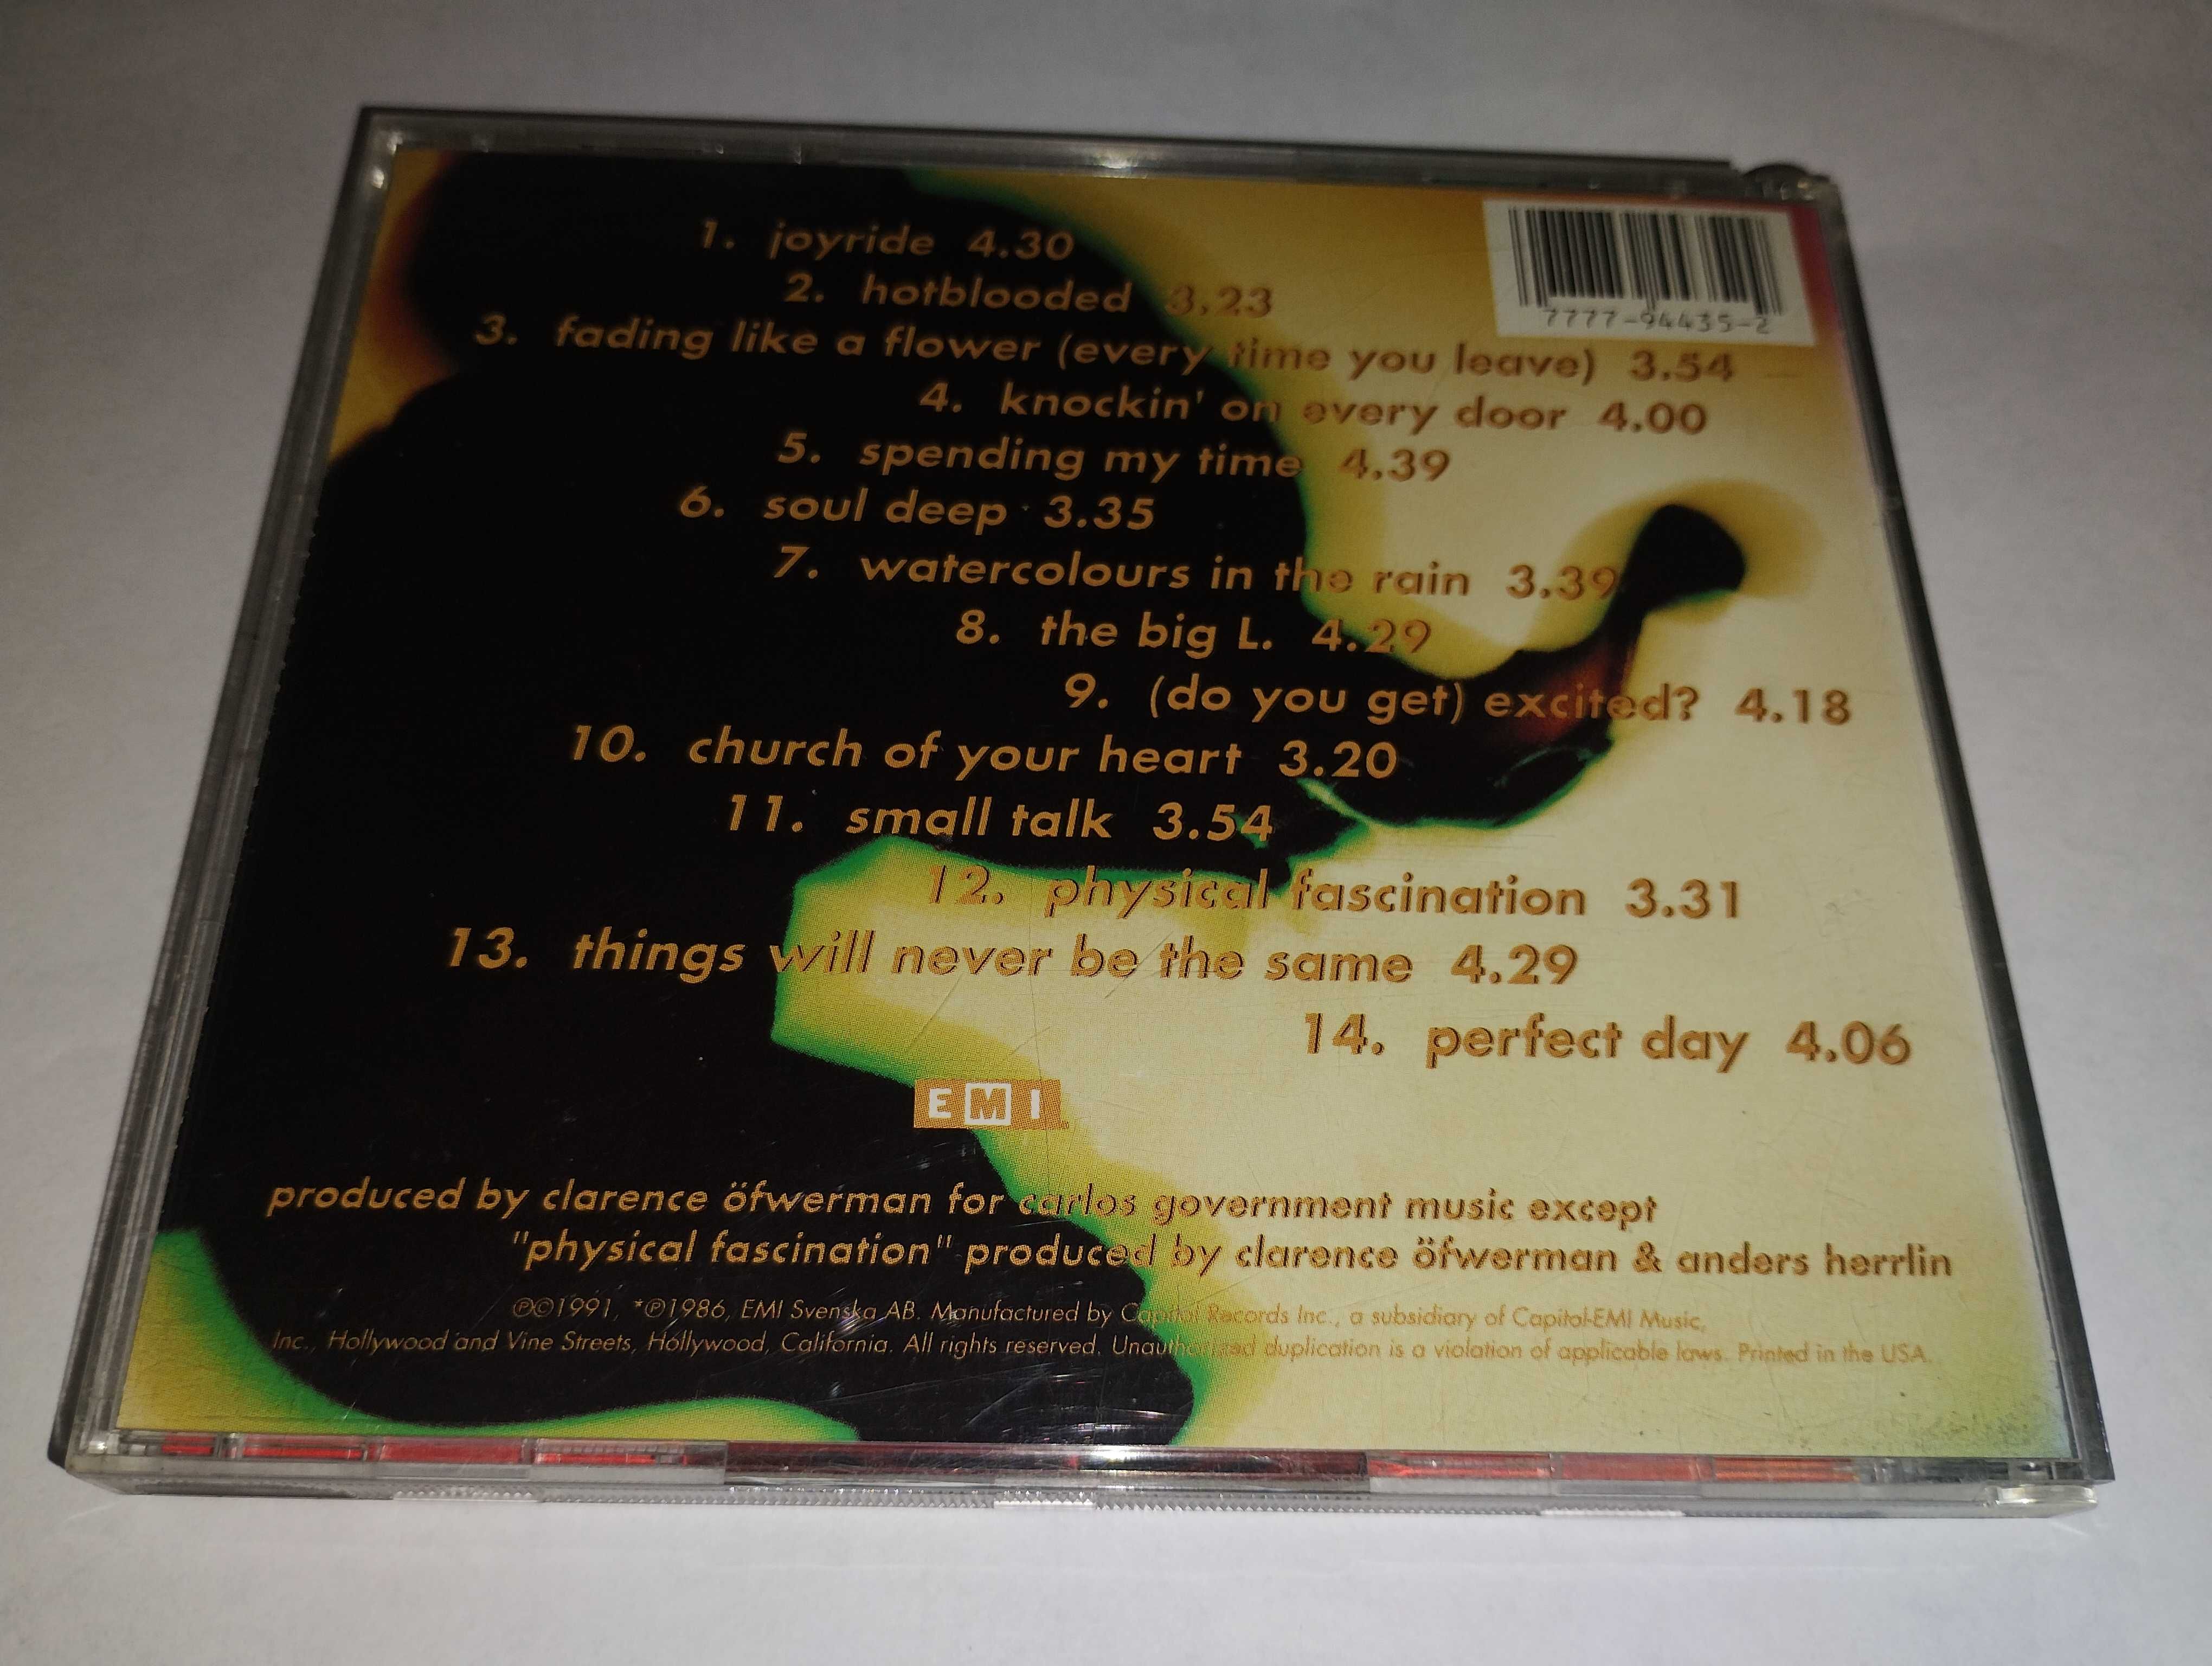 1. joyride 4.30
2. hotblooded 3.23
7777-94435-2
3. fading like a flower (every time you leave) 3.54
4. knockin' on every door 4.00
5. spending my time 4.39
6. soul deep 3.35
7. watercolours in the rain 3.39
8. the big L. 4.29
9. (do you get) excited? 4.18
10. church of your heart 3.20
11. small talk 3.54
12. physical fascination 3.31
13. things will never be the same 4.29
14. perfect day 4.06
EMI
produced by clarence öfwerman for carlos government music except
"physical fascination" produced by clarence öfwerman & anders herrlin
℗©1991, *℗1986, EMI Svenska AB. Manufactured by Capitol Records Inc., a subsidiary of Capitol-EMI Music,
Inc., Hollywood and Vine Streets, Hollywood, California. All rights reserved. Unauthorized duplication is a violation of applicable laws. Printed in the USA.